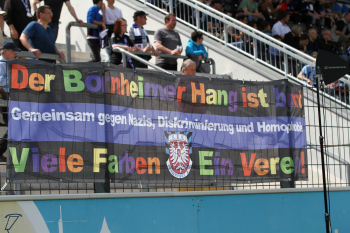 Der Bornheimer Hang ist bunt
Gemeinsam gegen Nazis, Diskriminierung und Homophobie
Viele Farben Ein Verein!